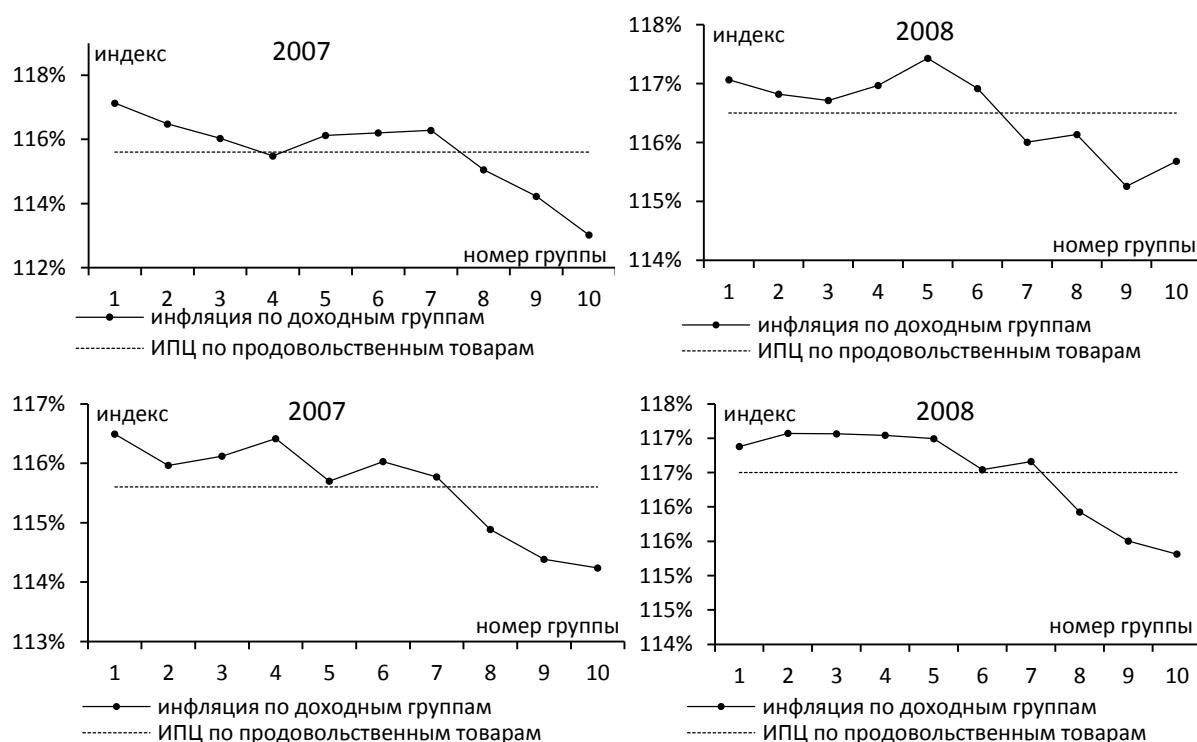 индекс 2007
118%
116%
114%
112%
номер группы
1 2 3 4 5 6 7 8 9 10
инфляция по доходным группам
ИПЦ по продовольственным товарам
118%
индекс 2008
117%
116%
115%
114%
номер группы
1 2 3 4 5 6 7 8 9 10
инфляция по доходным группам
ИПЦ по продовольственным товарам
117%
индекс 2007
116%
115%
114%
113%
номер группы
1 2 3 4 5 6 7 8 9 10
инфляция по доходным группам
ИПЦ по продовольственным товарам
118%
индекс 2008
117%
117%
116%
116%
115%
115%
114%
номер группы
1 2 3 4 5 6 7 8 9 10
инфляция по доходным группам
ИПЦ по продовольственным товарам